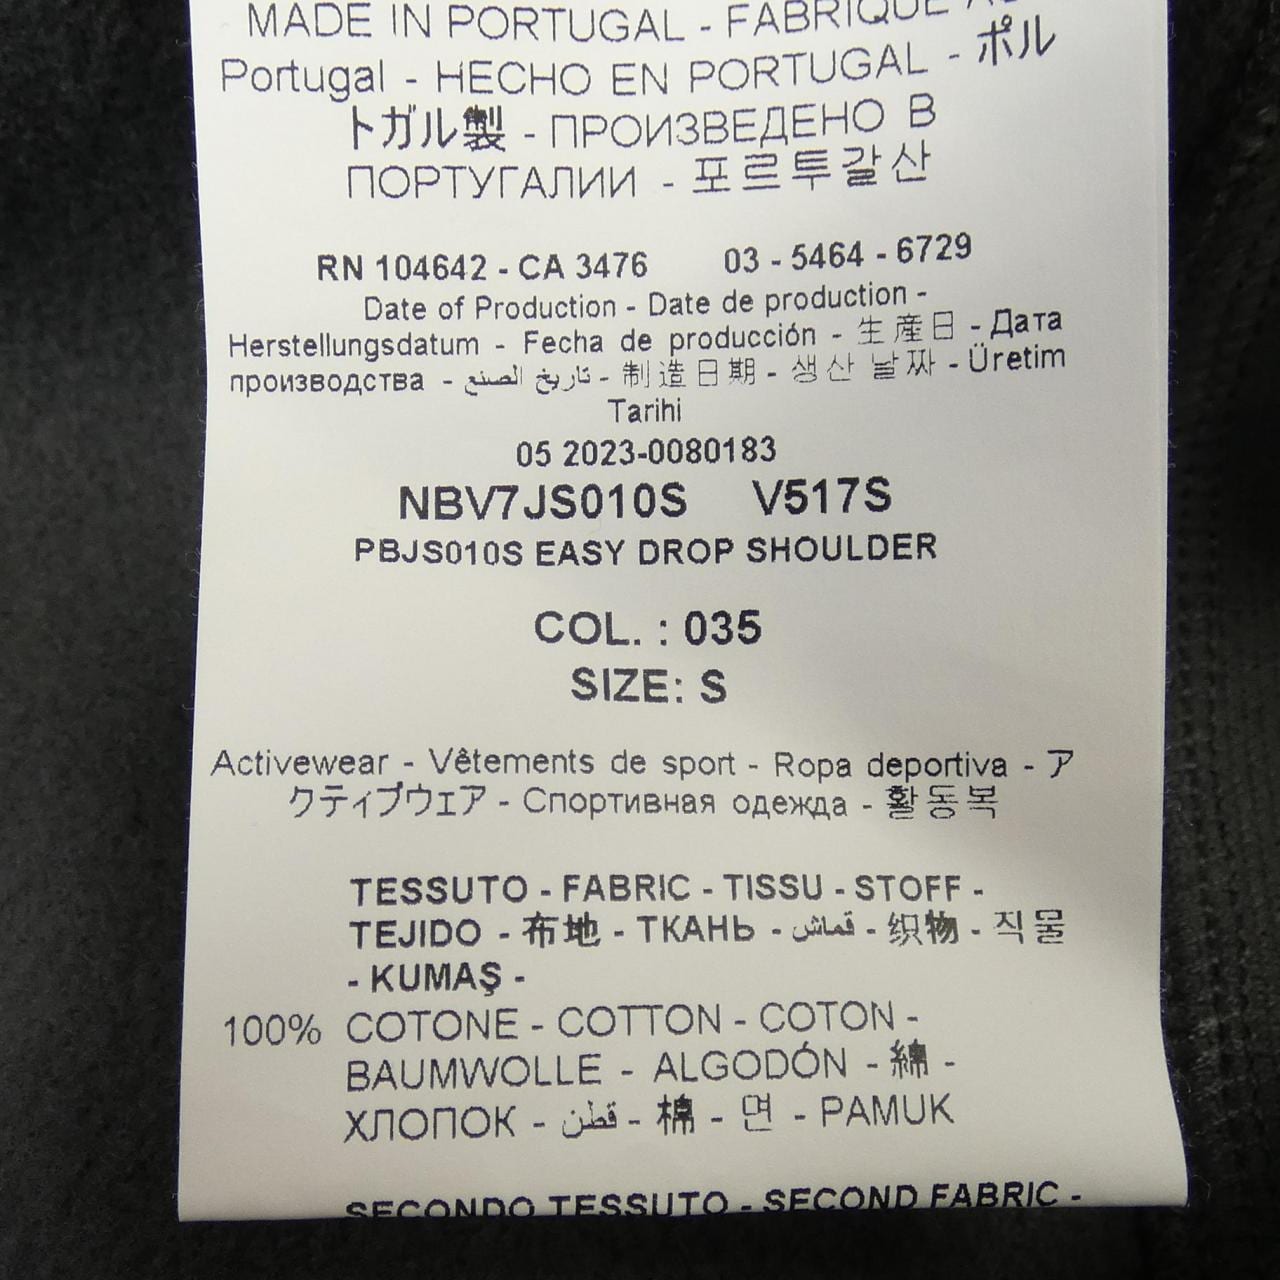 MADE IN PORTUGAL - FABRIQUÉ AU
Portugal - HECHO EN PORTUGAL - ポル
トガル製 - ПРОИЗВЕДЕНО В
ПОРТУГАЛИИ - 포르투갈산
RN 104642 - CA 3476 03 - 5464 - 6729
Date of Production - Date de production -
Herstellungsdatum - Fecha de producción - 生産日 - Дата
производства - تاريخ الصنع - 制造日期 - 생산 날짜 - Üretim
Tarihi
05 2023-0080183
NBV7JS010S V517S
PBJS010S EASY DROP SHOULDER
COL. : 035
SIZE: S
Activewear - Vêtements de sport - Ropa deportiva - ア
クティブウェア - Спортивная одежда - 활동복
TESSUTO - FABRIC - TISSU - STOFF -
TEJIDO - 布地 - ТКАНЬ - قماش - 织物 - 직물
- KUMAŞ -
100% COTONE - COTTON - COTON -
BAUMWOLLE - ALGODÓN - 綿 -
ХЛОПОК - قطن - 棉 - 면 - PAMUK
SECONDO TESSUTO - SECOND FABRIC -